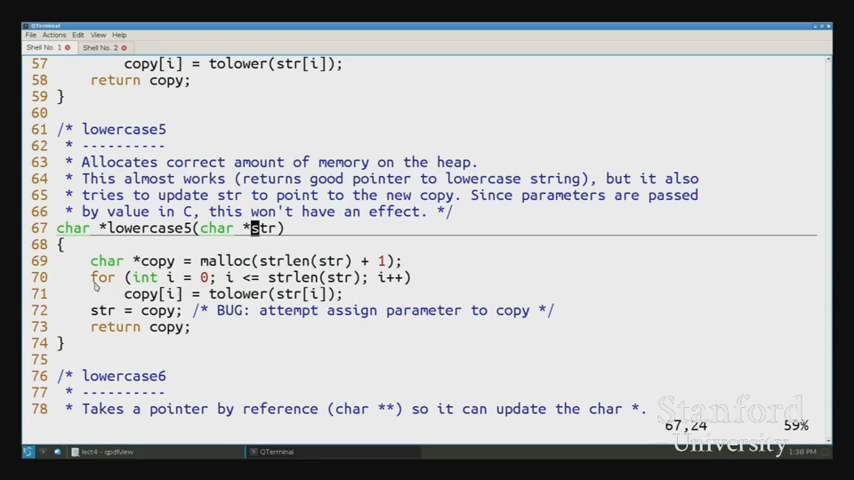 QTerminal
File Actions Edit View Help
Shell No. 1 Shell No. 2
57 copy[i] = tolower(str[i]);
58 return copy;
59 }
60
61 /* lowercase5
62 * ----------
63 * Allocates correct amount of memory on the heap.
64 * This almost works (returns good pointer to lowercase string), but it also
65 * tries to update str to point to the new copy. Since parameters are passed
66 * by value in C, this won't have an effect. */
67 char *lowercase5(char *str)
68 {
69 char *copy = malloc(strlen(str) + 1);
70 for (int i = 0; i <= strlen(str); i++)
71 copy[i] = tolower(str[i]);
72 str = copy; /* BUG: attempt assign parameter to copy */
73 return copy;
74 }
75
76 /* lowercase6
77 * ----------
78 * Takes a pointer by reference (char **) so it can update the char *.
67,24 59%
Stanford
University
lect4 - qpdfview QTerminal 1:38 PM